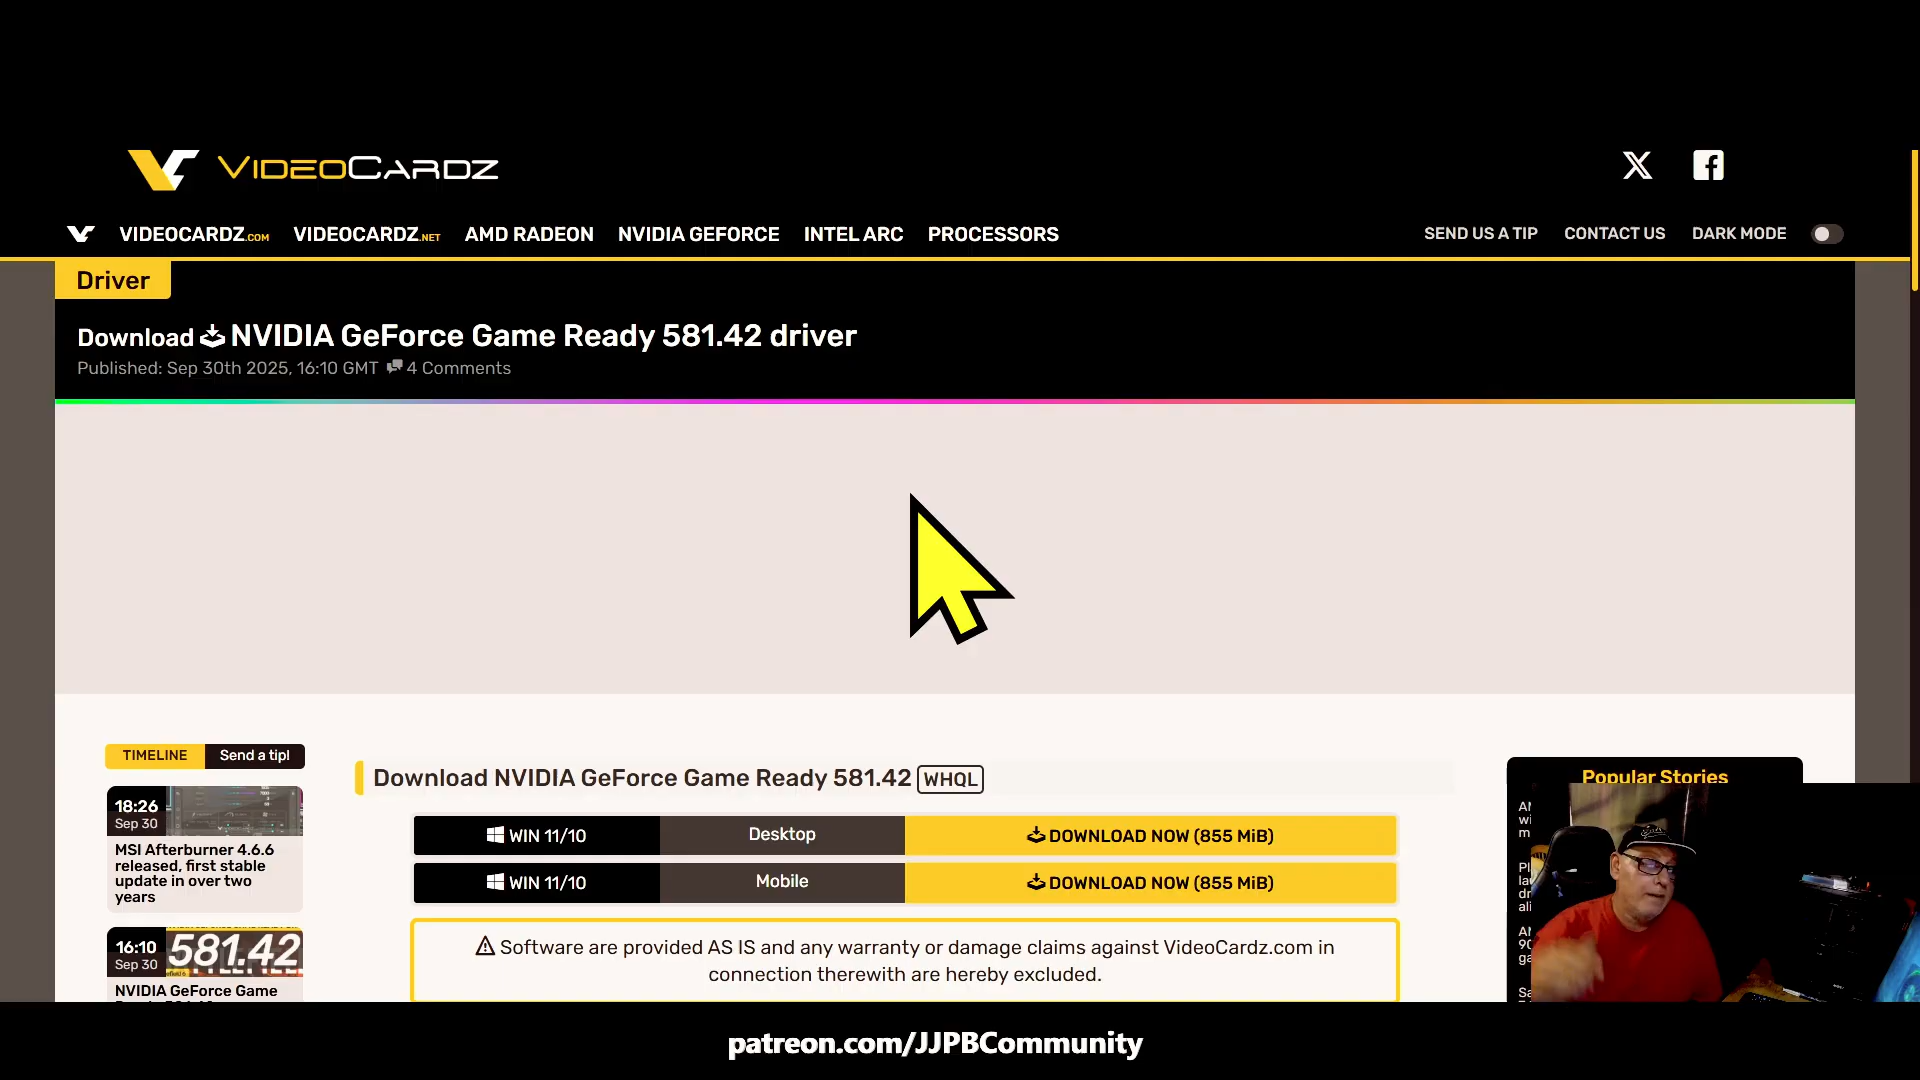 VIDEOCARDZ
VIDEOCARDZ.COM VIDEOCARDZ.NET AMD RADEON NVIDIA GEFORCE INTEL ARC PROCESSORS SEND US A TIP CONTACT US DARK MODE
Driver
Download NVIDIA GeForce Game Ready 581.42 driver
Published: Sep 30th 2025, 16:10 GMT 4 Comments
TIMELINE Send a tip!
18:26
Sep 30
MSI Afterburner 4.6.6
released, first stable
update in over two
years
16:10
Sep 30
581.42
NVIDIA GeForce Game
Download NVIDIA GeForce Game Ready 581.42 WHQL
WIN 11/10 Desktop DOWNLOAD NOW (855 MiB)
WIN 11/10 Mobile DOWNLOAD NOW (855 MiB)
Software are provided AS IS and any warranty or damage claims against VideoCardz.com in
connection therewith are hereby excluded.
Popular Stories
patreon.com/JJPBCommunity